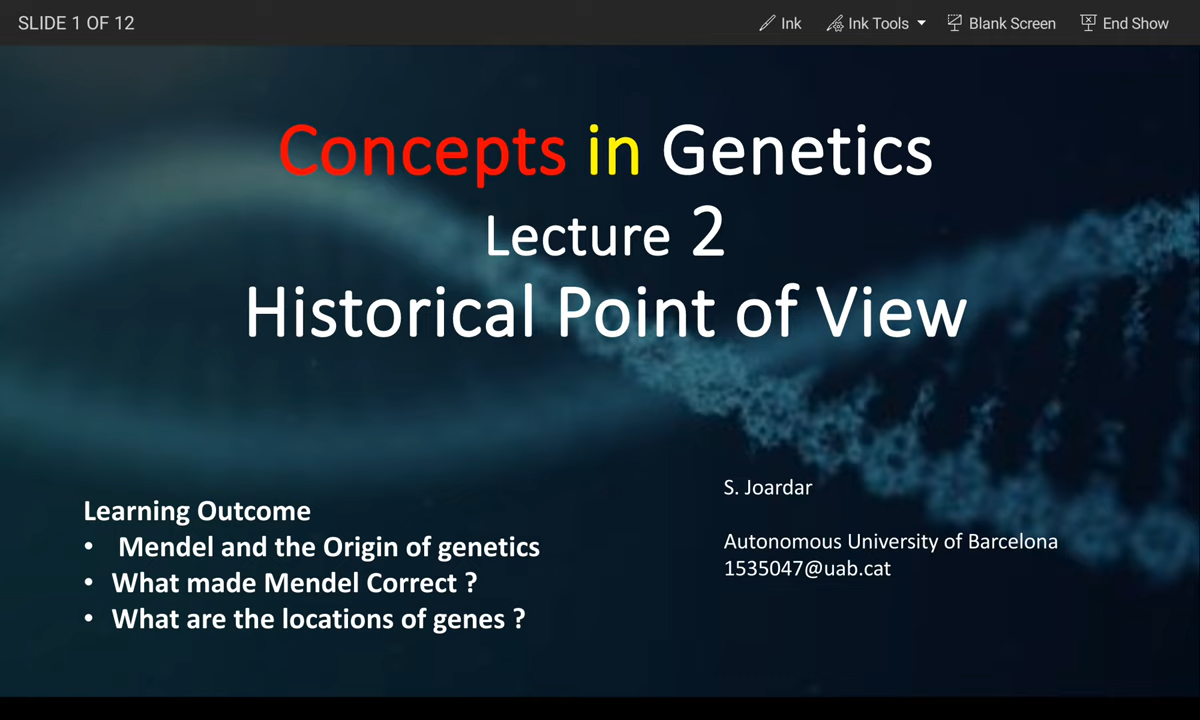 SLIDE 1 OF 12
Ink
Ink Tools
Blank Screen
End Show
Concepts in Genetics
Lecture 2
Historical Point of View
Learning Outcome
• Mendel and the Origin of genetics
• What made Mendel Correct ?
• What are the locations of genes ?
S. Joardar
Autonomous University of Barcelona
1535047@uab.cat